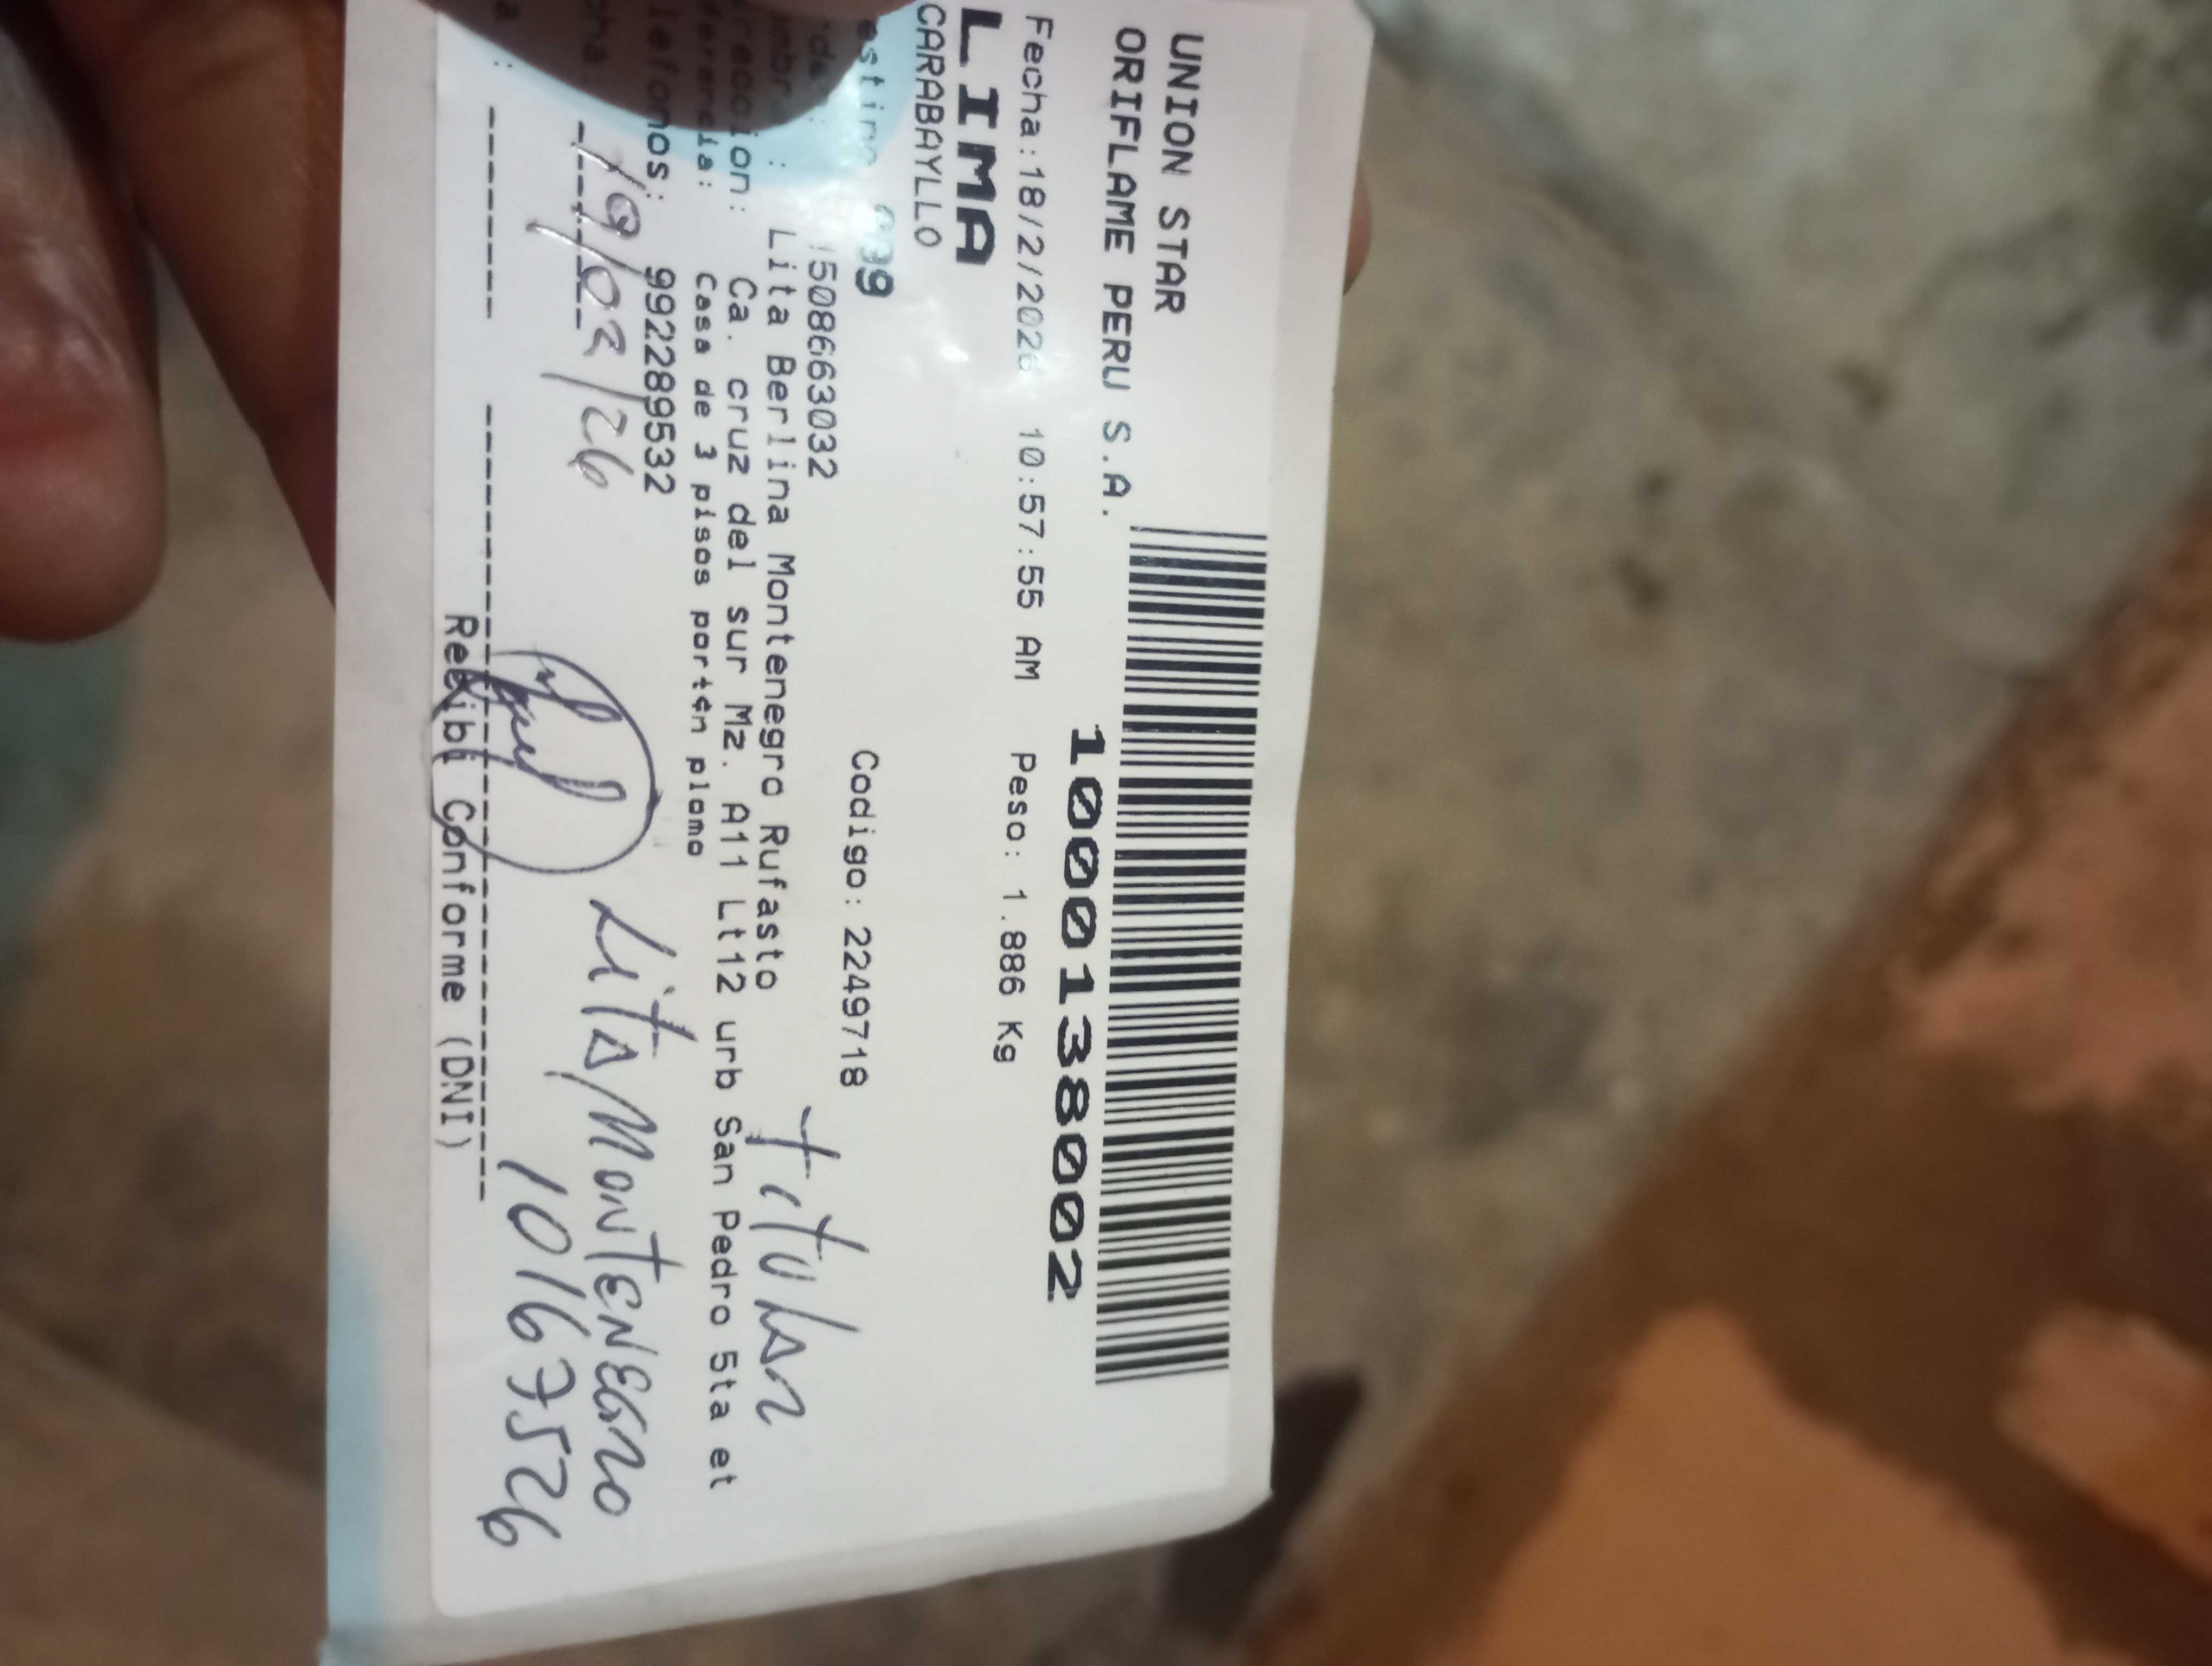 UNION STAR
ORIFLAME PERU S.A.
1000138002
Fecha:18/2/2026 10:57:55 AM Peso: 1.886 Kg
LIMA
CARABAYLLO
Codigo: 2249718
1508663032
Lita Berlina Montenegro Rufasto
Titular
Ca. cruz del sur Mz. A11 Lt12 urb San Pedro 5ta et
Casa de 3 pisos portón plomo
992289532
19/02/26
Lita Montenegro
10167526
Recibi Conforme (DNI)